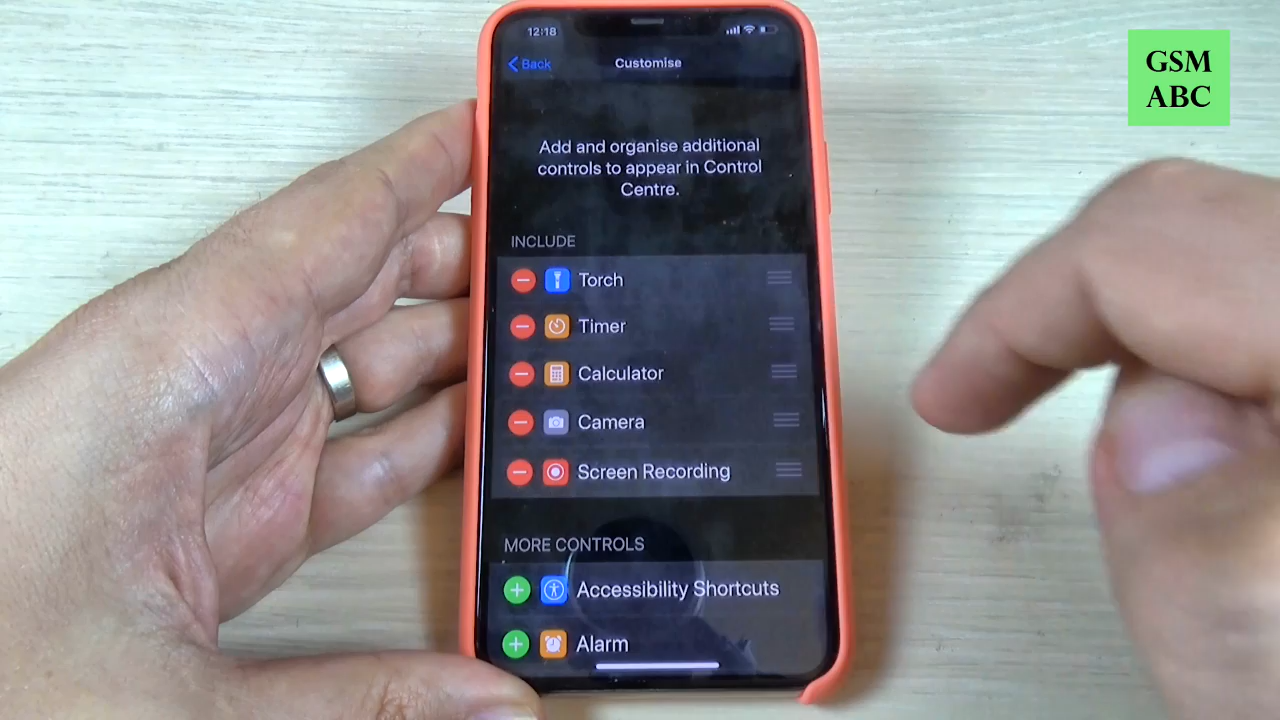 GSM
ABC
12:18
Back
Customise
Add and organise additional
controls to appear in Control
Centre.
INCLUDE
Torch
Timer
Calculator
Camera
Screen Recording
MORE CONTROLS
Accessibility Shortcuts
Alarm